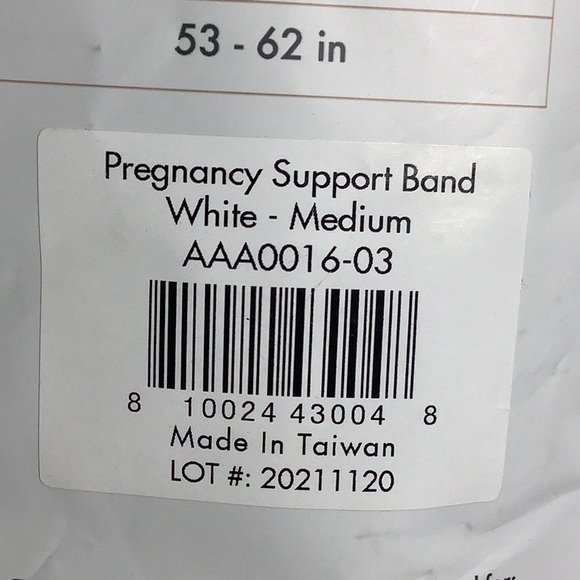 53 - 62 in
Pregnancy Support Band
White - Medium
AAA0016-03
8 10024 43004 8
Made In Taiwan
LOT #: 20211120